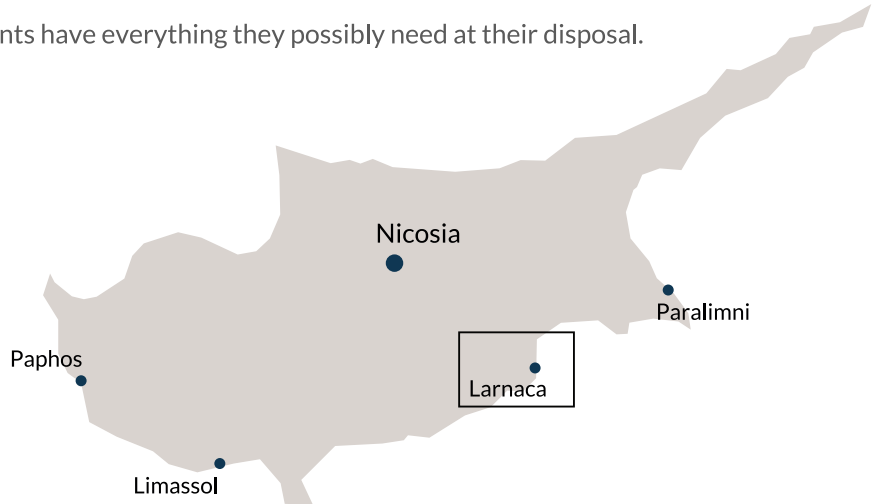 nts have everything they possibly need at their disposal.
Nicosia
Paralimni
Paphos
Larnaca
Limassol